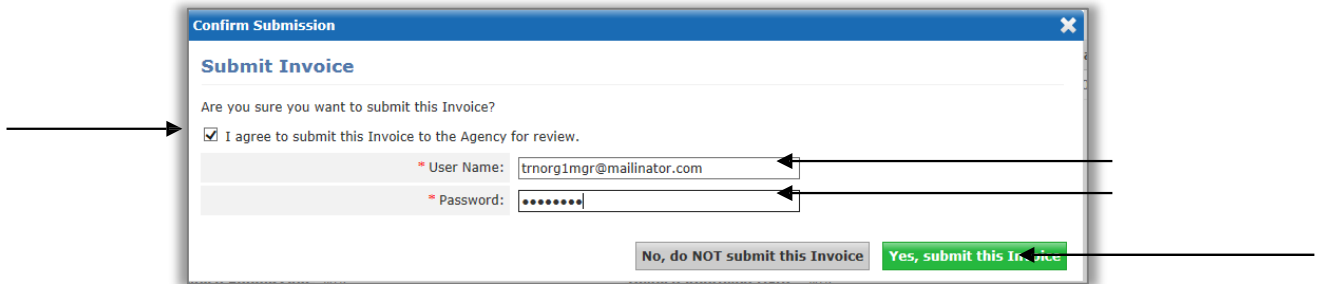 Confirm Submission
Submit Invoice
Are you sure you want to submit this Invoice?
I agree to submit this Invoice to the Agency for review.
* User Name: trnorg1mgr@mailinator.com
* Password: ••••••••
No, do NOT submit this Invoice Yes, submit this Invoice